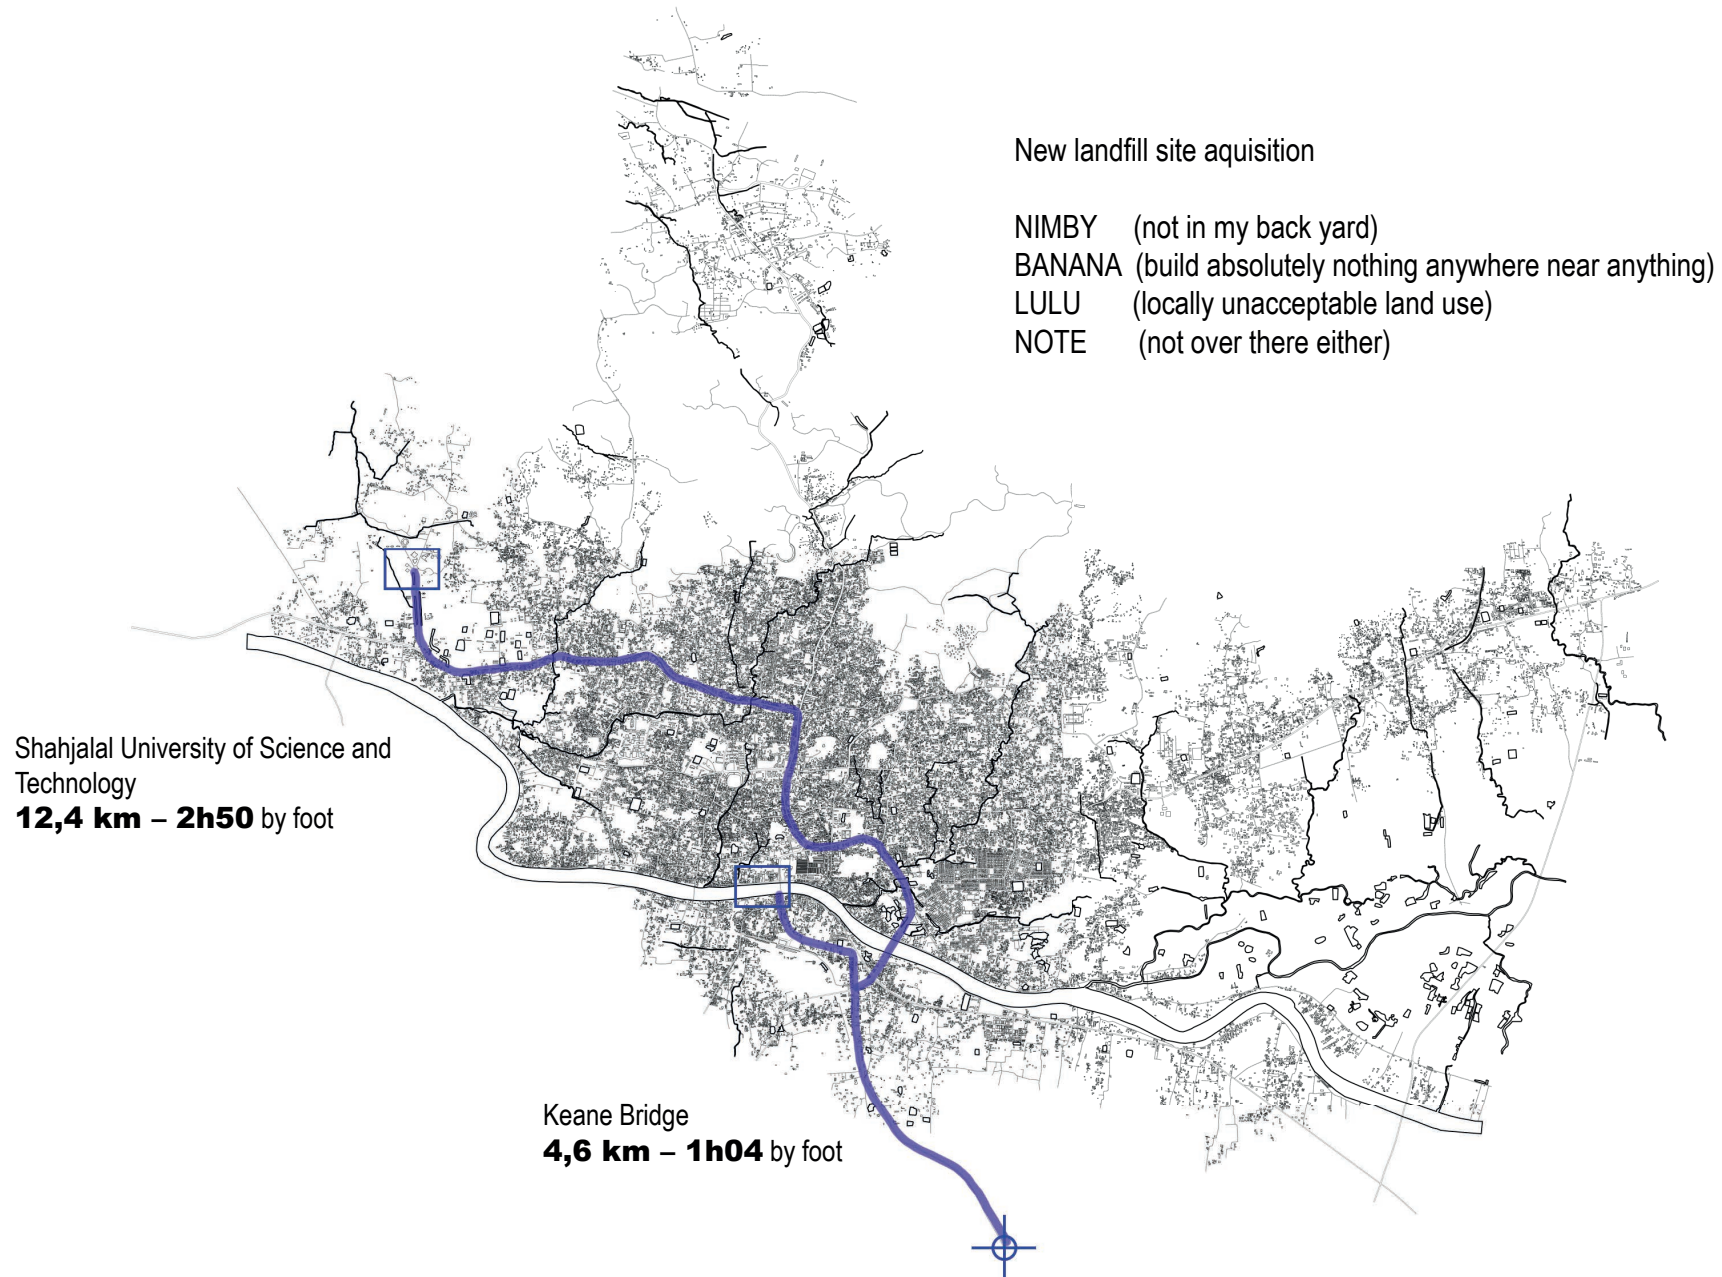 New landfill site aquisition
NIMBY (not in my back yard)
BANANA (build absolutely nothing anywhere near anything)
LULU (locally unacceptable land use)
NOTE (not over there either)
Shahjalal University of Science and
Technology
12,4 km – 2h50 by foot
Keane Bridge
4,6 km – 1h04 by foot